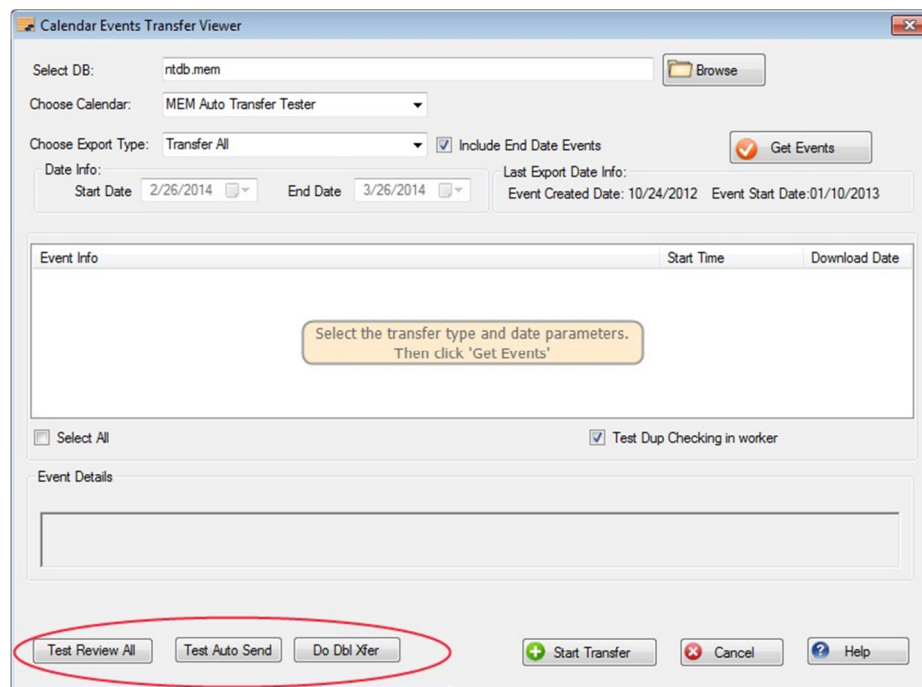 Calendar Events Transfer Viewer
Select DB: ntdb.mem Browse
Choose Calendar: MEM Auto Transfer Tester
Choose Export Type: Transfer All Include End Date Events Get Events
Date Info: Last Export Date Info:
Start Date 2/26/2014 End Date 3/26/2014 Event Created Date: 10/24/2012 Event Start Date:01/10/2013
Event Info Start Time Download Date
Select the transfer type and date parameters.
Then click 'Get Events'
Select All Test Dup Checking in worker
Event Details
Test Review All Test Auto Send Do Dbl Xfer Start Transfer Cancel Help